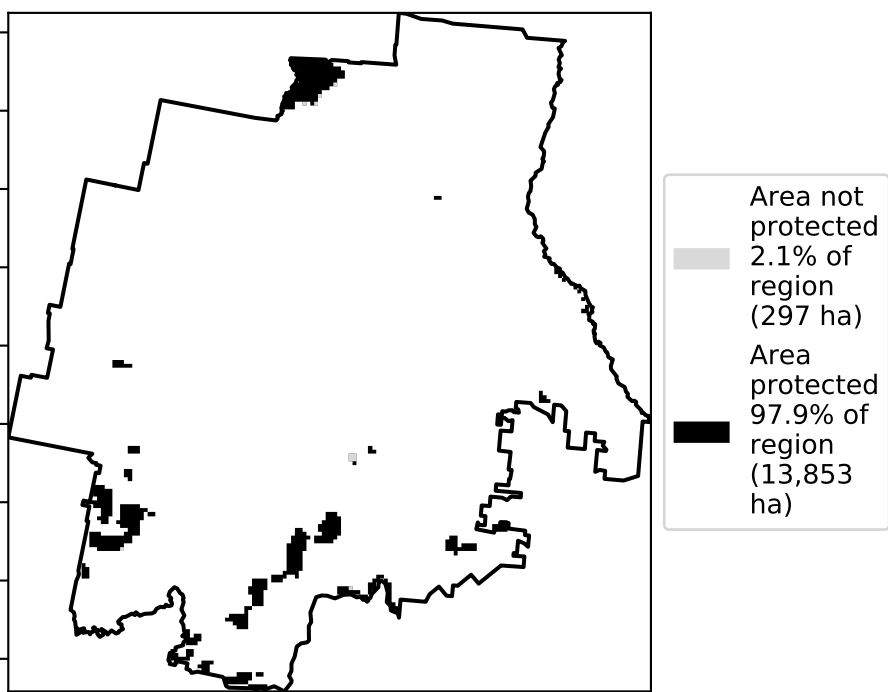 Area not
protected
2.1% of
region
(297 ha)
Area
protected
97.9% of
region
(13,853
ha)